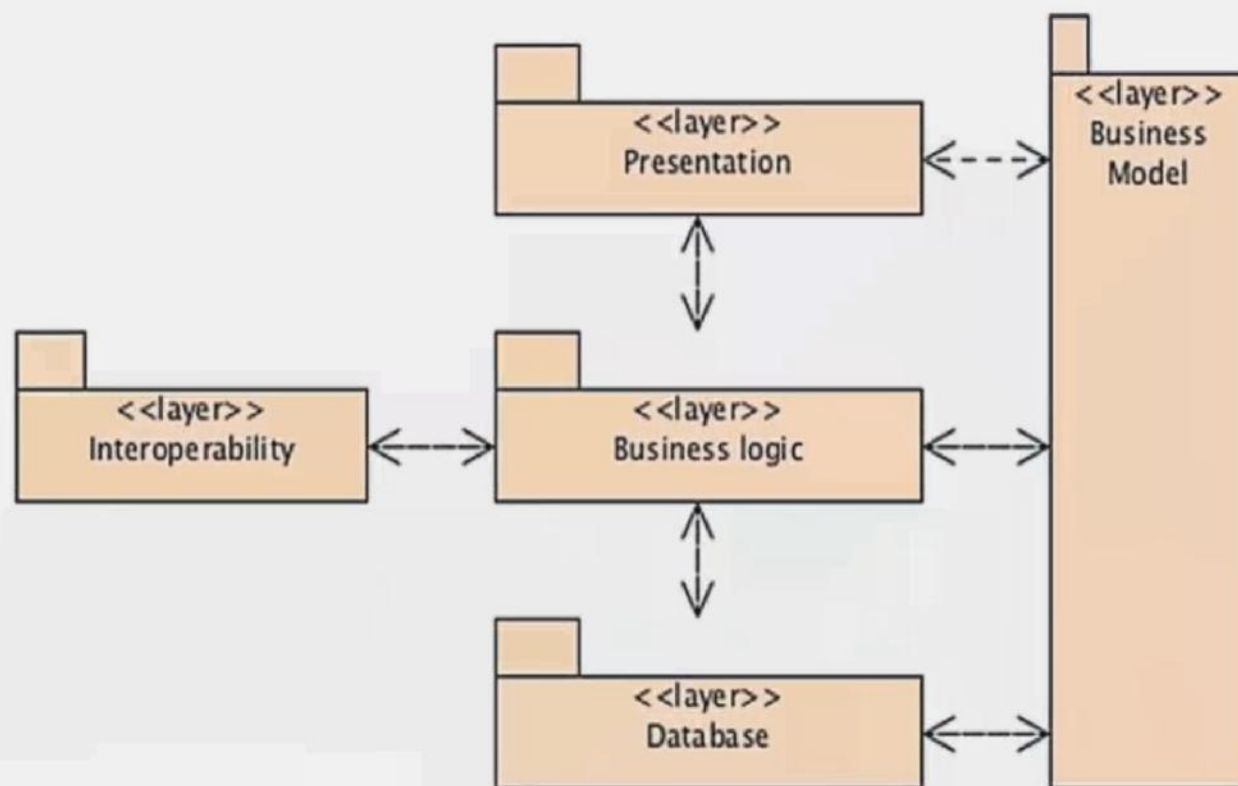 <<layer>>
Presentation
<<layer>>
Business
Model
<<layer>>
Interoperability
<<layer>>
Business logic
<<layer>>
Database